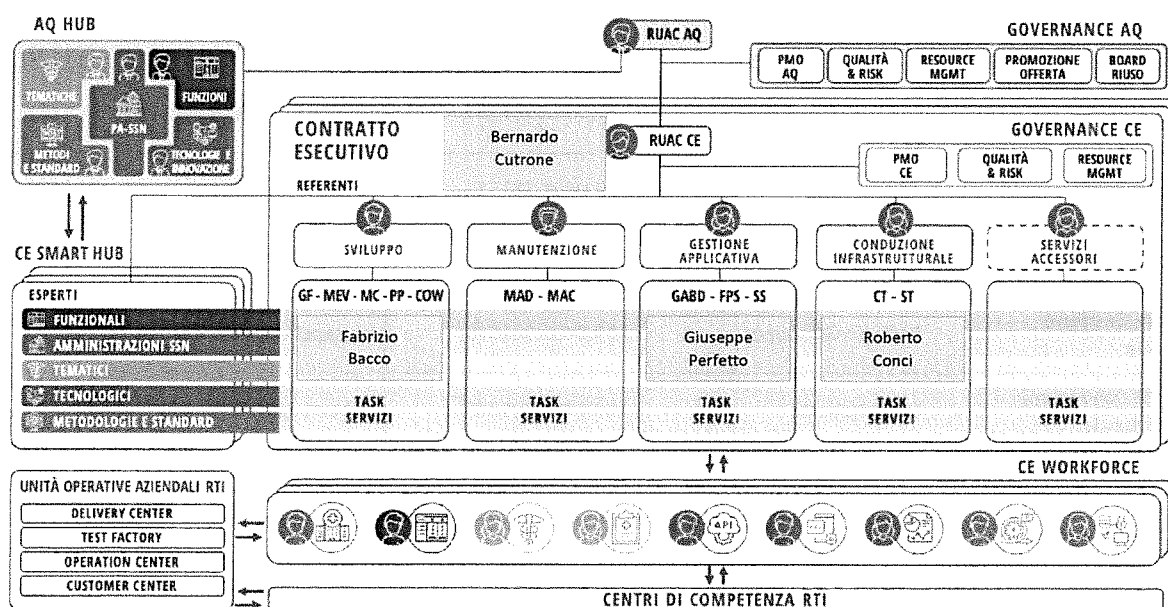 AQ HUB
TEMATICHE
FUNZIONI
PA-SSN
METODI
E STANDARD
TECNOLOGIE E
INNOVAZIONE
RUAC AQ
GOVERNANCE AQ
PMO
AQ
QUALITÀ
& RISK
RESOURCE
MGMT
PROMOZIONE
OFFERTA
BOARD
RIUSO
CONTRATTO
ESECUTIVO
Bernardo
Cutrone
RUAC CE
GOVERNANCE CE
PMO
CE
QUALITÀ
& RISK
RESOURCE
MGMT
REFERENTI
SVILUPPO
MANUTENZIONE
GESTIONE
APPLICATIVA
CONDUZIONE
INFRASTRUTTURALE
SERVIZI
ACCESSORI
CE SMART HUB
ESPERTI
FUNZIONALI
AMMINISTRAZIONI SSN
TEMATICI
TECNOLOGICI
METODOLOGIE E STANDARD
GF - MEV - MC - PP - COW
Fabrizio
Bacco
TASK
SERVIZI
MAD - MAC
TASK
SERVIZI
GABD - FPS - SS
Giuseppe
Perfetto
TASK
SERVIZI
CT - ST
Roberto
Conci
TASK
SERVIZI
TASK
SERVIZI
CE WORKFORCE
API
UNITÀ OPERATIVE AZIENDALI RTI
DELIVERY CENTER
TEST FACTORY
OPERATION CENTER
CUSTOMER CENTER
CENTRI DI COMPETENZA RTI